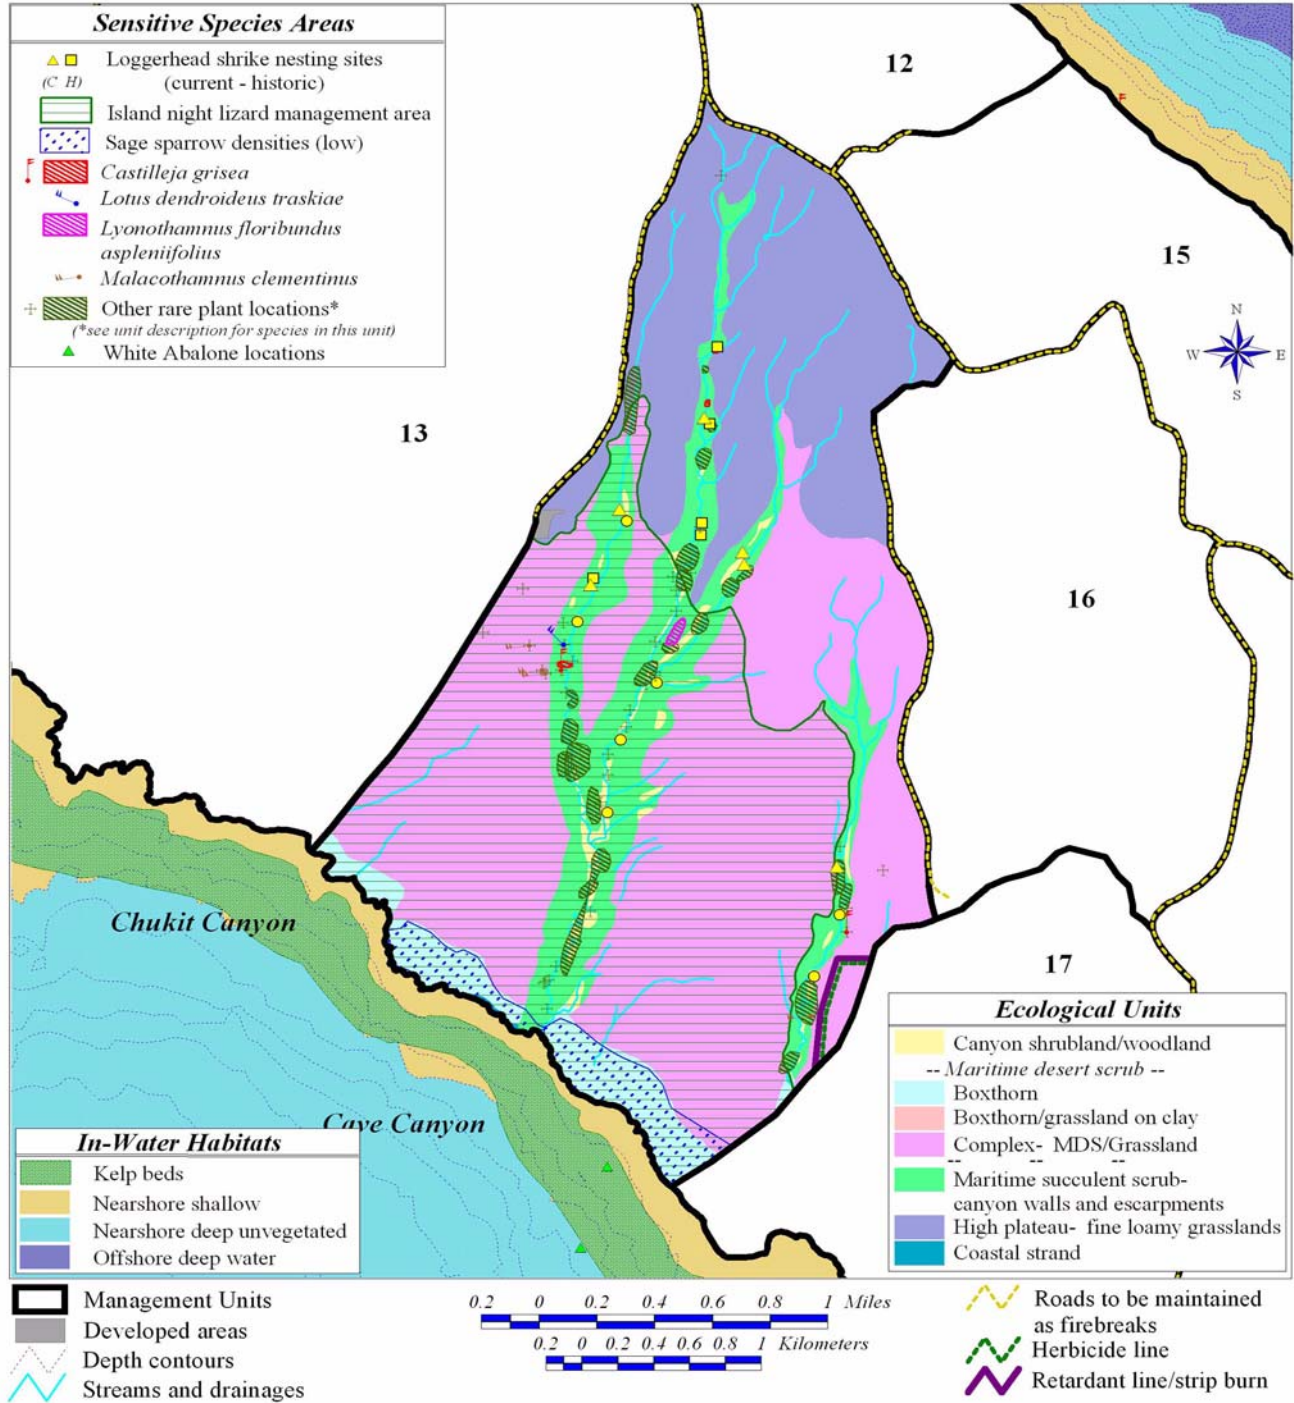 Sensitive Species Areas
Loggerhead shrike nesting sites
(C H)
(current - historic)
Island night lizard management area
Sage sparrow densities (low)
Castilleja grisea
Lotus dendroideus traskiae
Lyonothamnus floribundus
aspleniifolius
Malacothamnus clementinus
Other rare plant locations*
(*see unit description for species in this unit)
White Abalone locations
12
15
N
W E
S
13
16
17
Chukit Canyon
Cave Canyon
Ecological Units
Canyon shrubland/woodland
-- Maritime desert scrub --
Boxthorn
Boxthorn/grassland on clay
Complex- MDS/Grassland
-- -- --
Maritime succulent scrub-
canyon walls and escarpments
High plateau- fine loamy grasslands
Coastal strand
In-Water Habitats
Kelp beds
Nearshore shallow
Nearshore deep unvegetated
Offshore deep water
Management Units
Developed areas
Depth contours
Streams and drainages
0.2 0 0.2 0.4 0.6 0.8 1 Miles
0.2 0 0.2 0.4 0.6 0.8 1 Kilometers
Roads to be maintained
as firebreaks
Herbicide line
Retardant line/strip burn